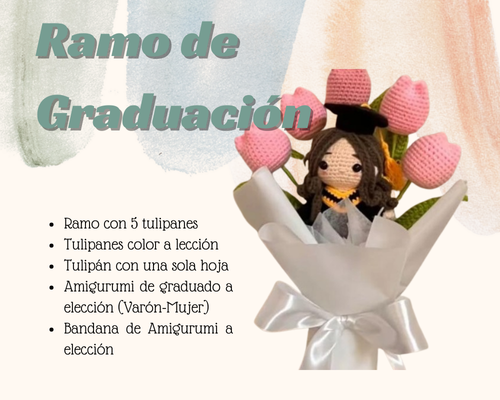 Ramo de
Graduación
Ramo con 5 tulipanes
Tulipanes color a lección
Tulipán con una sola hoja
Amigurumi de graduado a
elección (Varón-Mujer)
Bandana de Amigurumi a
elección